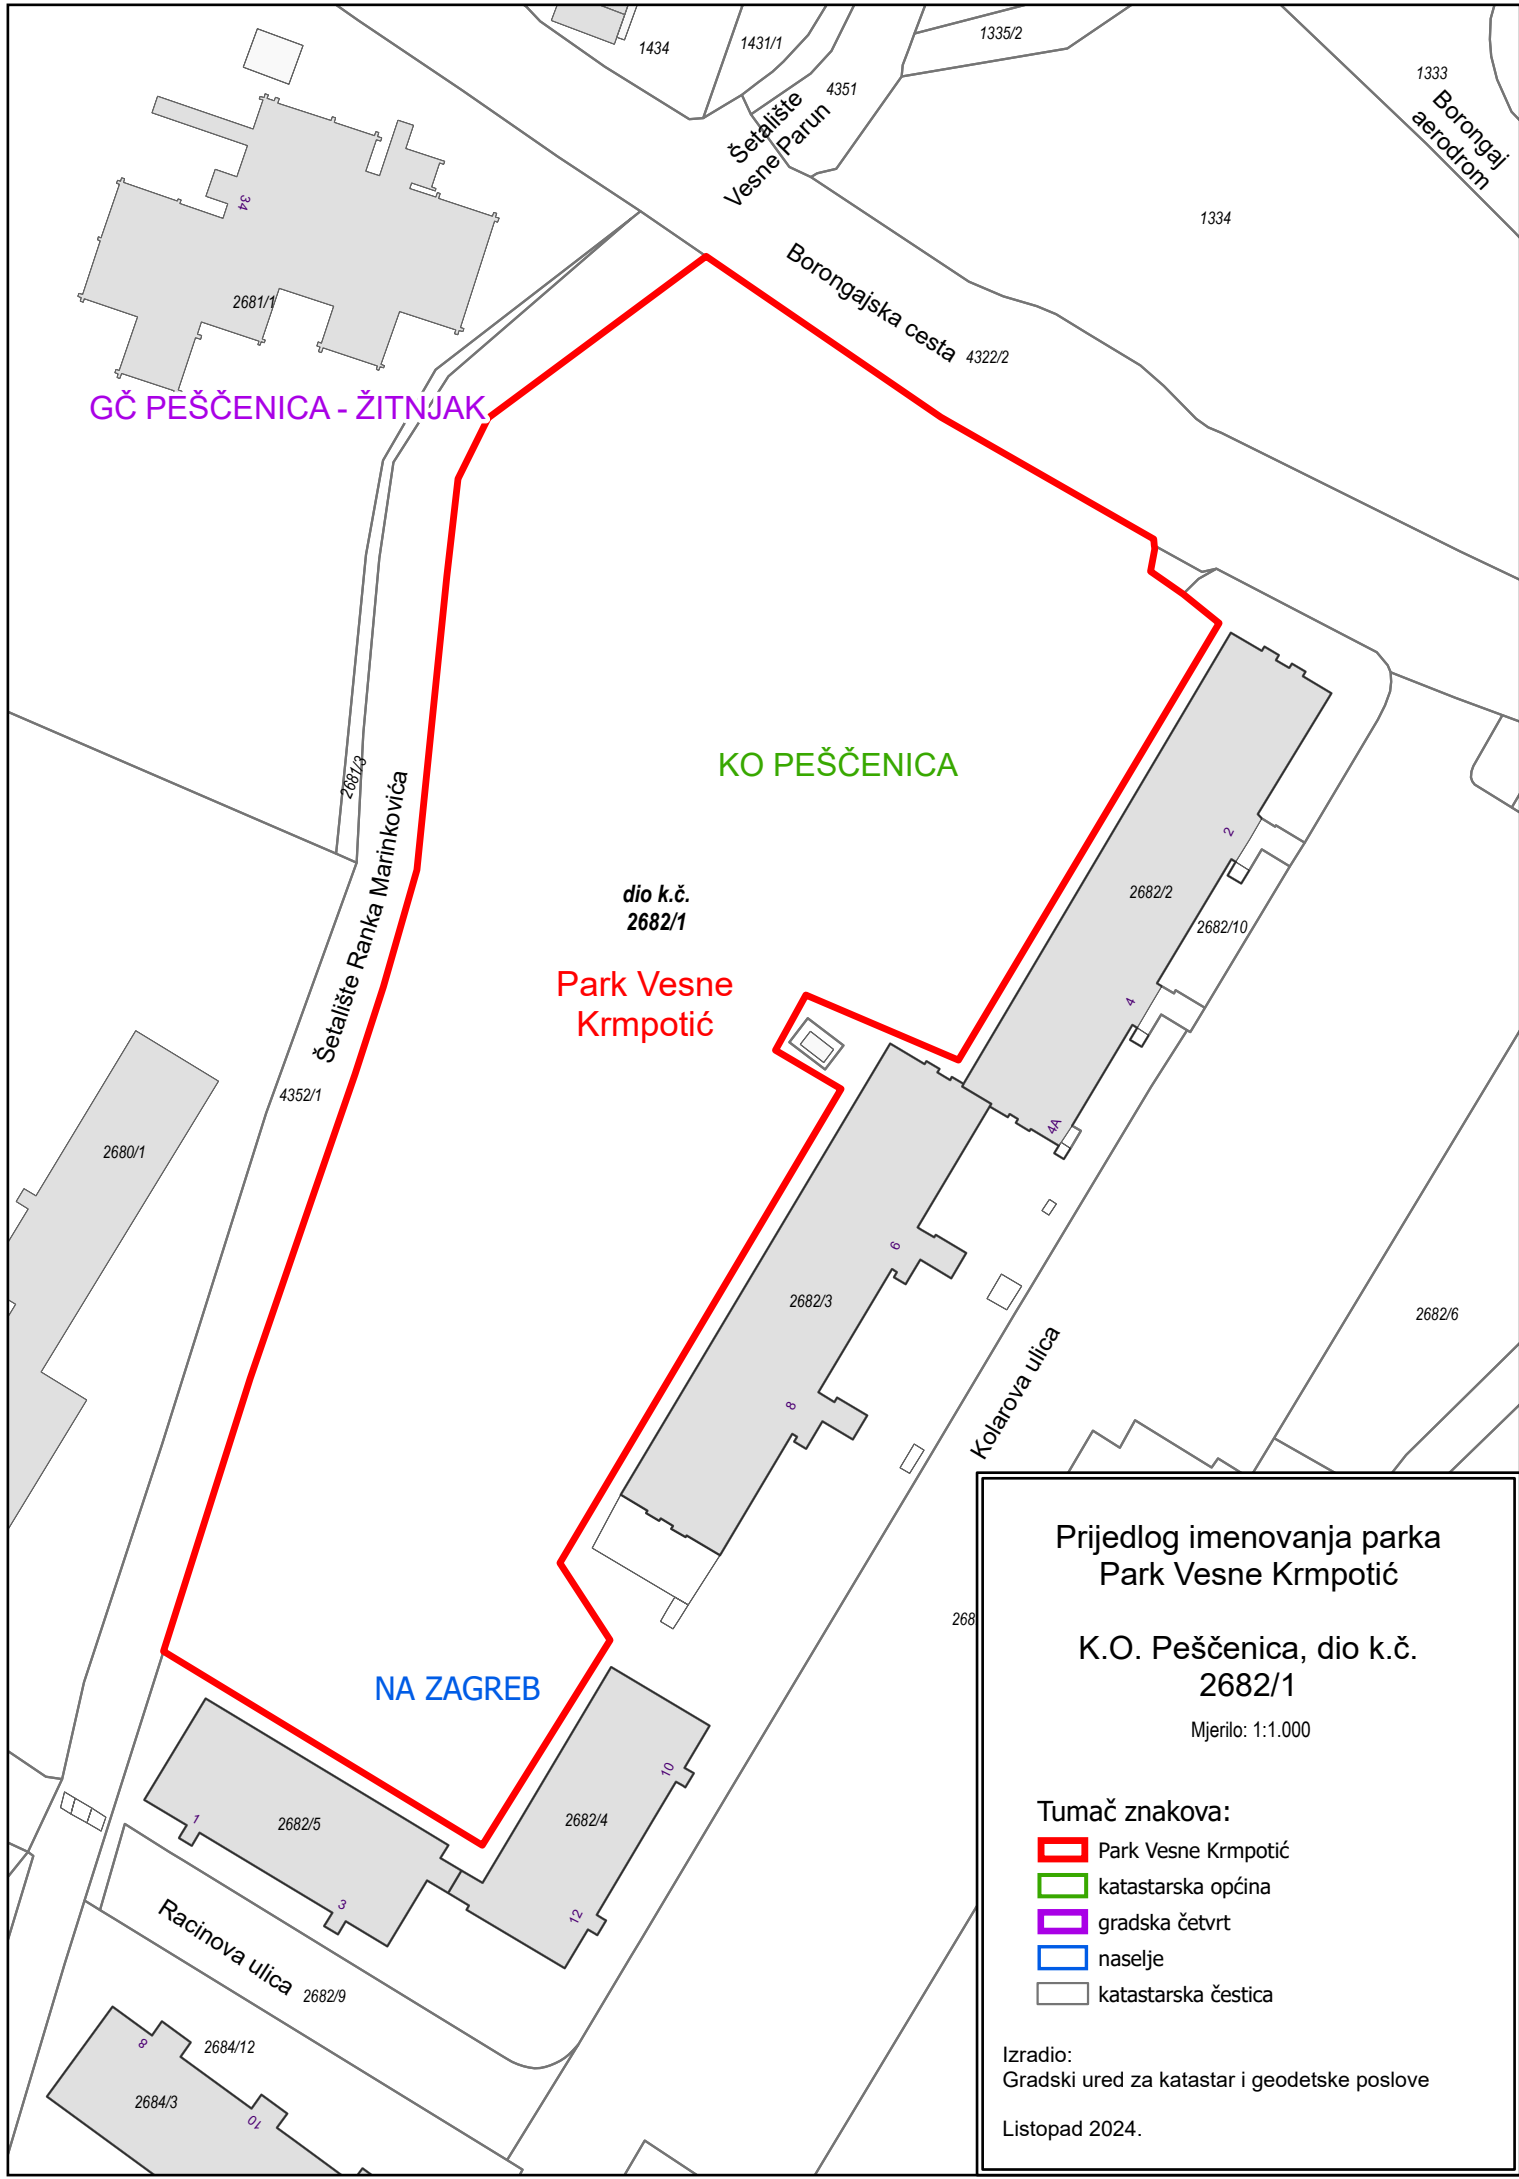 1434
1431/1
1335/2
4351
1333
Šetalište
Vesne Parun
Borongaj
aerodrom
34
1334
2681/1
Borongajska cesta
4322/2
GČ PEŠČENICA - ŽITNJAK
KO PEŠČENICA
2681/3
Šetalište Ranka Marinkovića
dio k.č.
2682/1
Park Vesne
Krmpotić
2
2682/2
2682/10
4
4A
4352/1
2680/1
6
2682/3
8
2682/6
Kolarova ulica
268
NA ZAGREB
10
2682/4
12
1
2682/5
3
Racinova ulica
2682/9
8
2684/12
2684/3
10
Prijedlog imenovanja parka
Park Vesne Krmpotić
K.O. Peščenica, dio k.č.
2682/1
Mjerilo: 1:1.000
Tumač znakova:
Park Vesne Krmpotić
katastarska općina
gradska četvrt
naselje
katastarska čestica
Izradio:
Gradski ured za katastar i geodetske poslove
Listopad 2024.